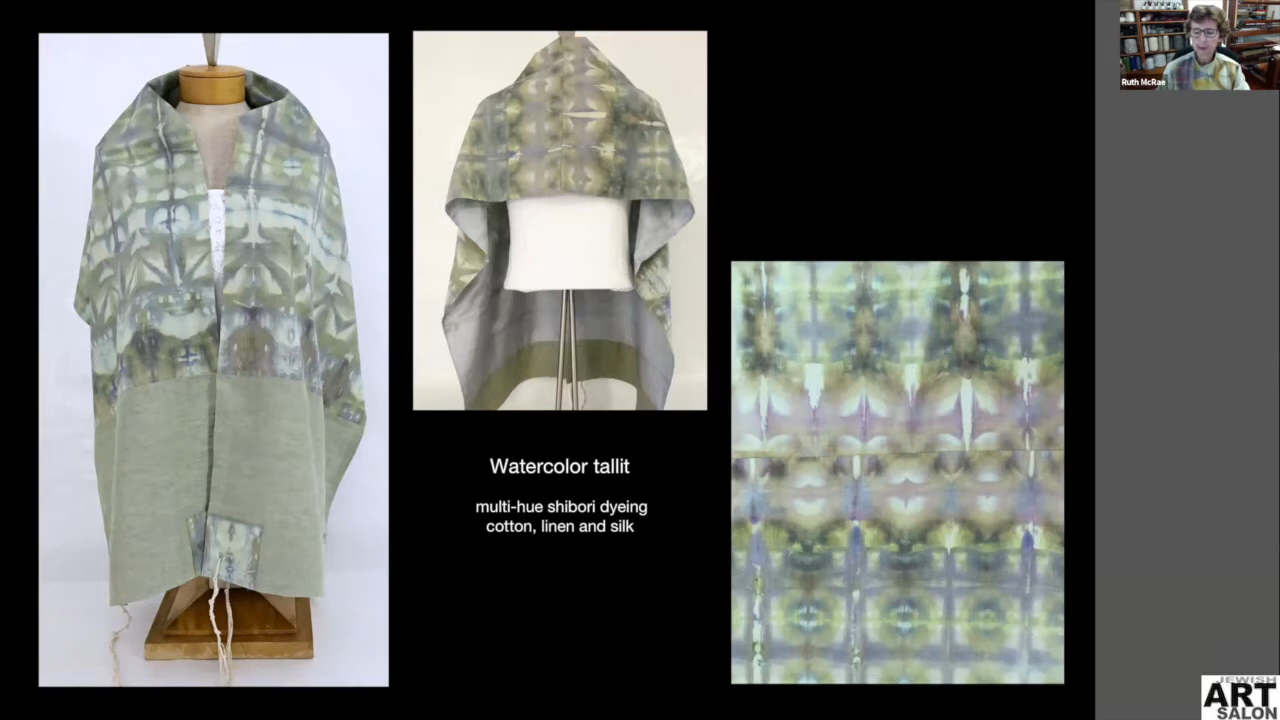 Ruth McRae
Watercolor tallit
multi-hue shibori dyeing
cotton, linen and silk
JEWISH
ART
SALON